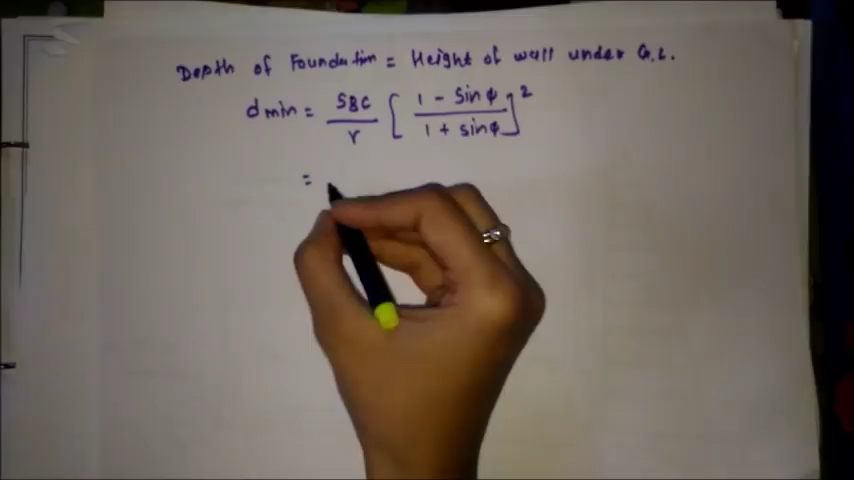 Depth of Foundation = Height of wall under G.L.
dmin = SBC/γ [ 1 - Sinφ / 1 + sinφ ]²
=